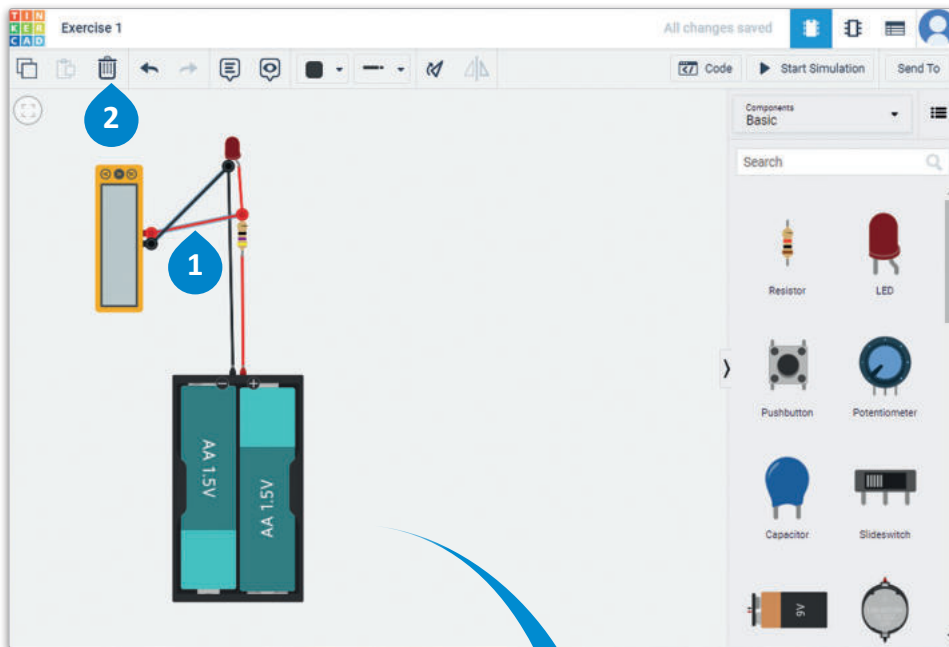 TIN
KER
CAD
Exercise 1
All changes saved
Code
Start Simulation
Send To
2
Components
Basic
Search
1
Resistor
LED
Pushbutton
Potentiometer
AA 1.5V
AA 1.5V
Capacitor
Slideswitch
9V